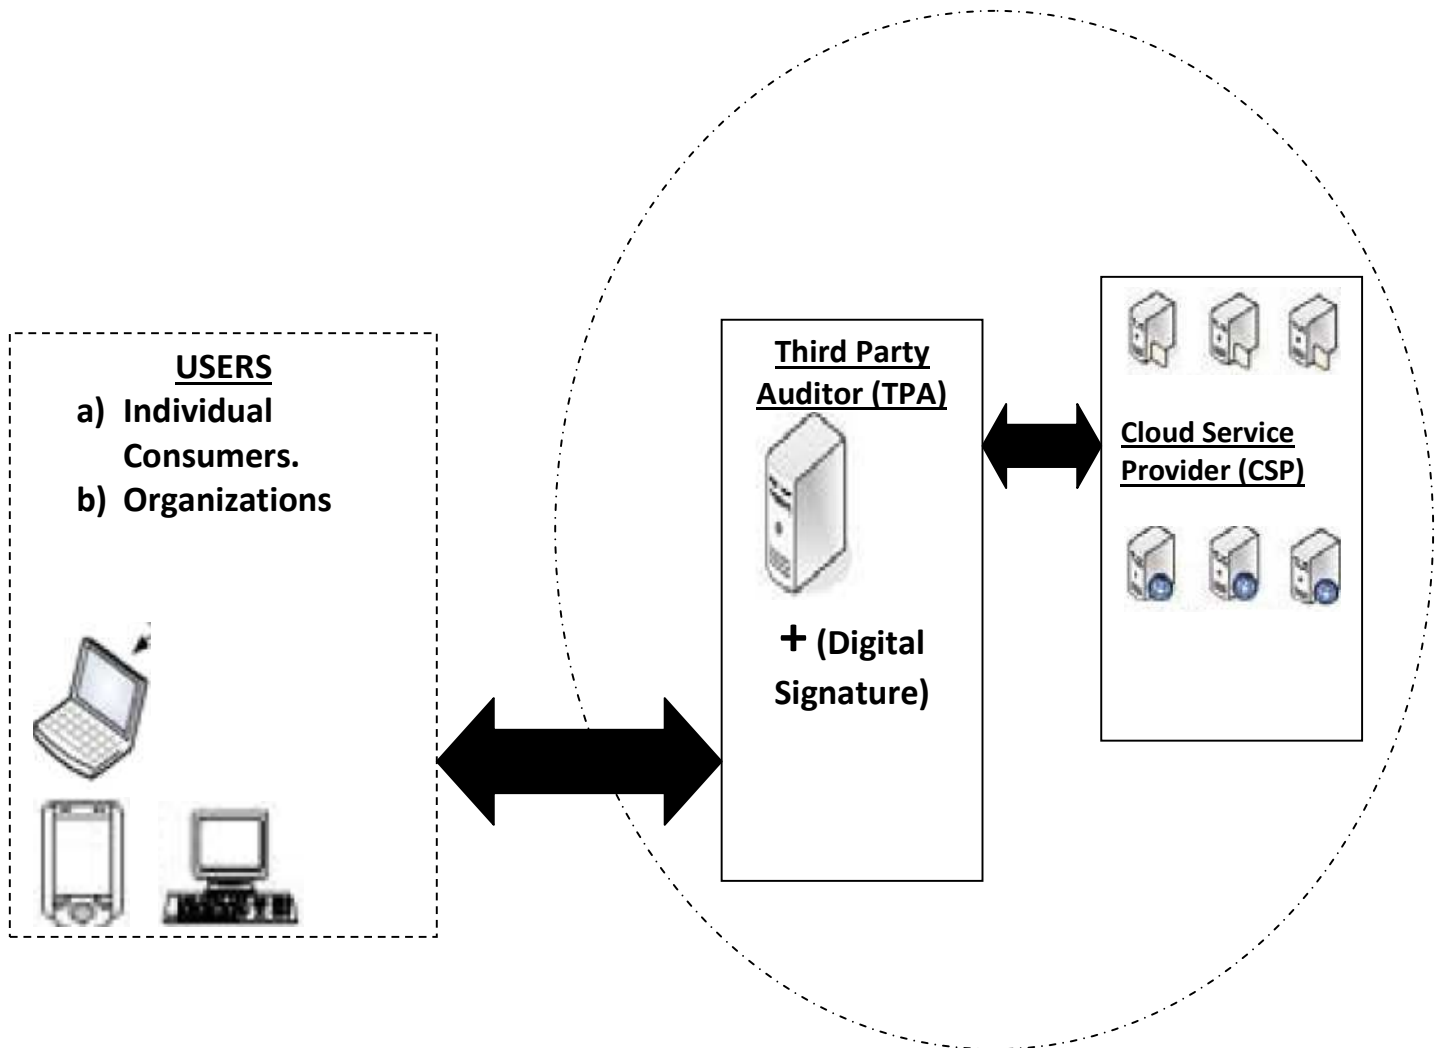 USERS
a) Individual
Consumers.
b) Organizations
Third Party
Auditor (TPA)
+ (Digital
Signature)
Cloud Service
Provider (CSP)